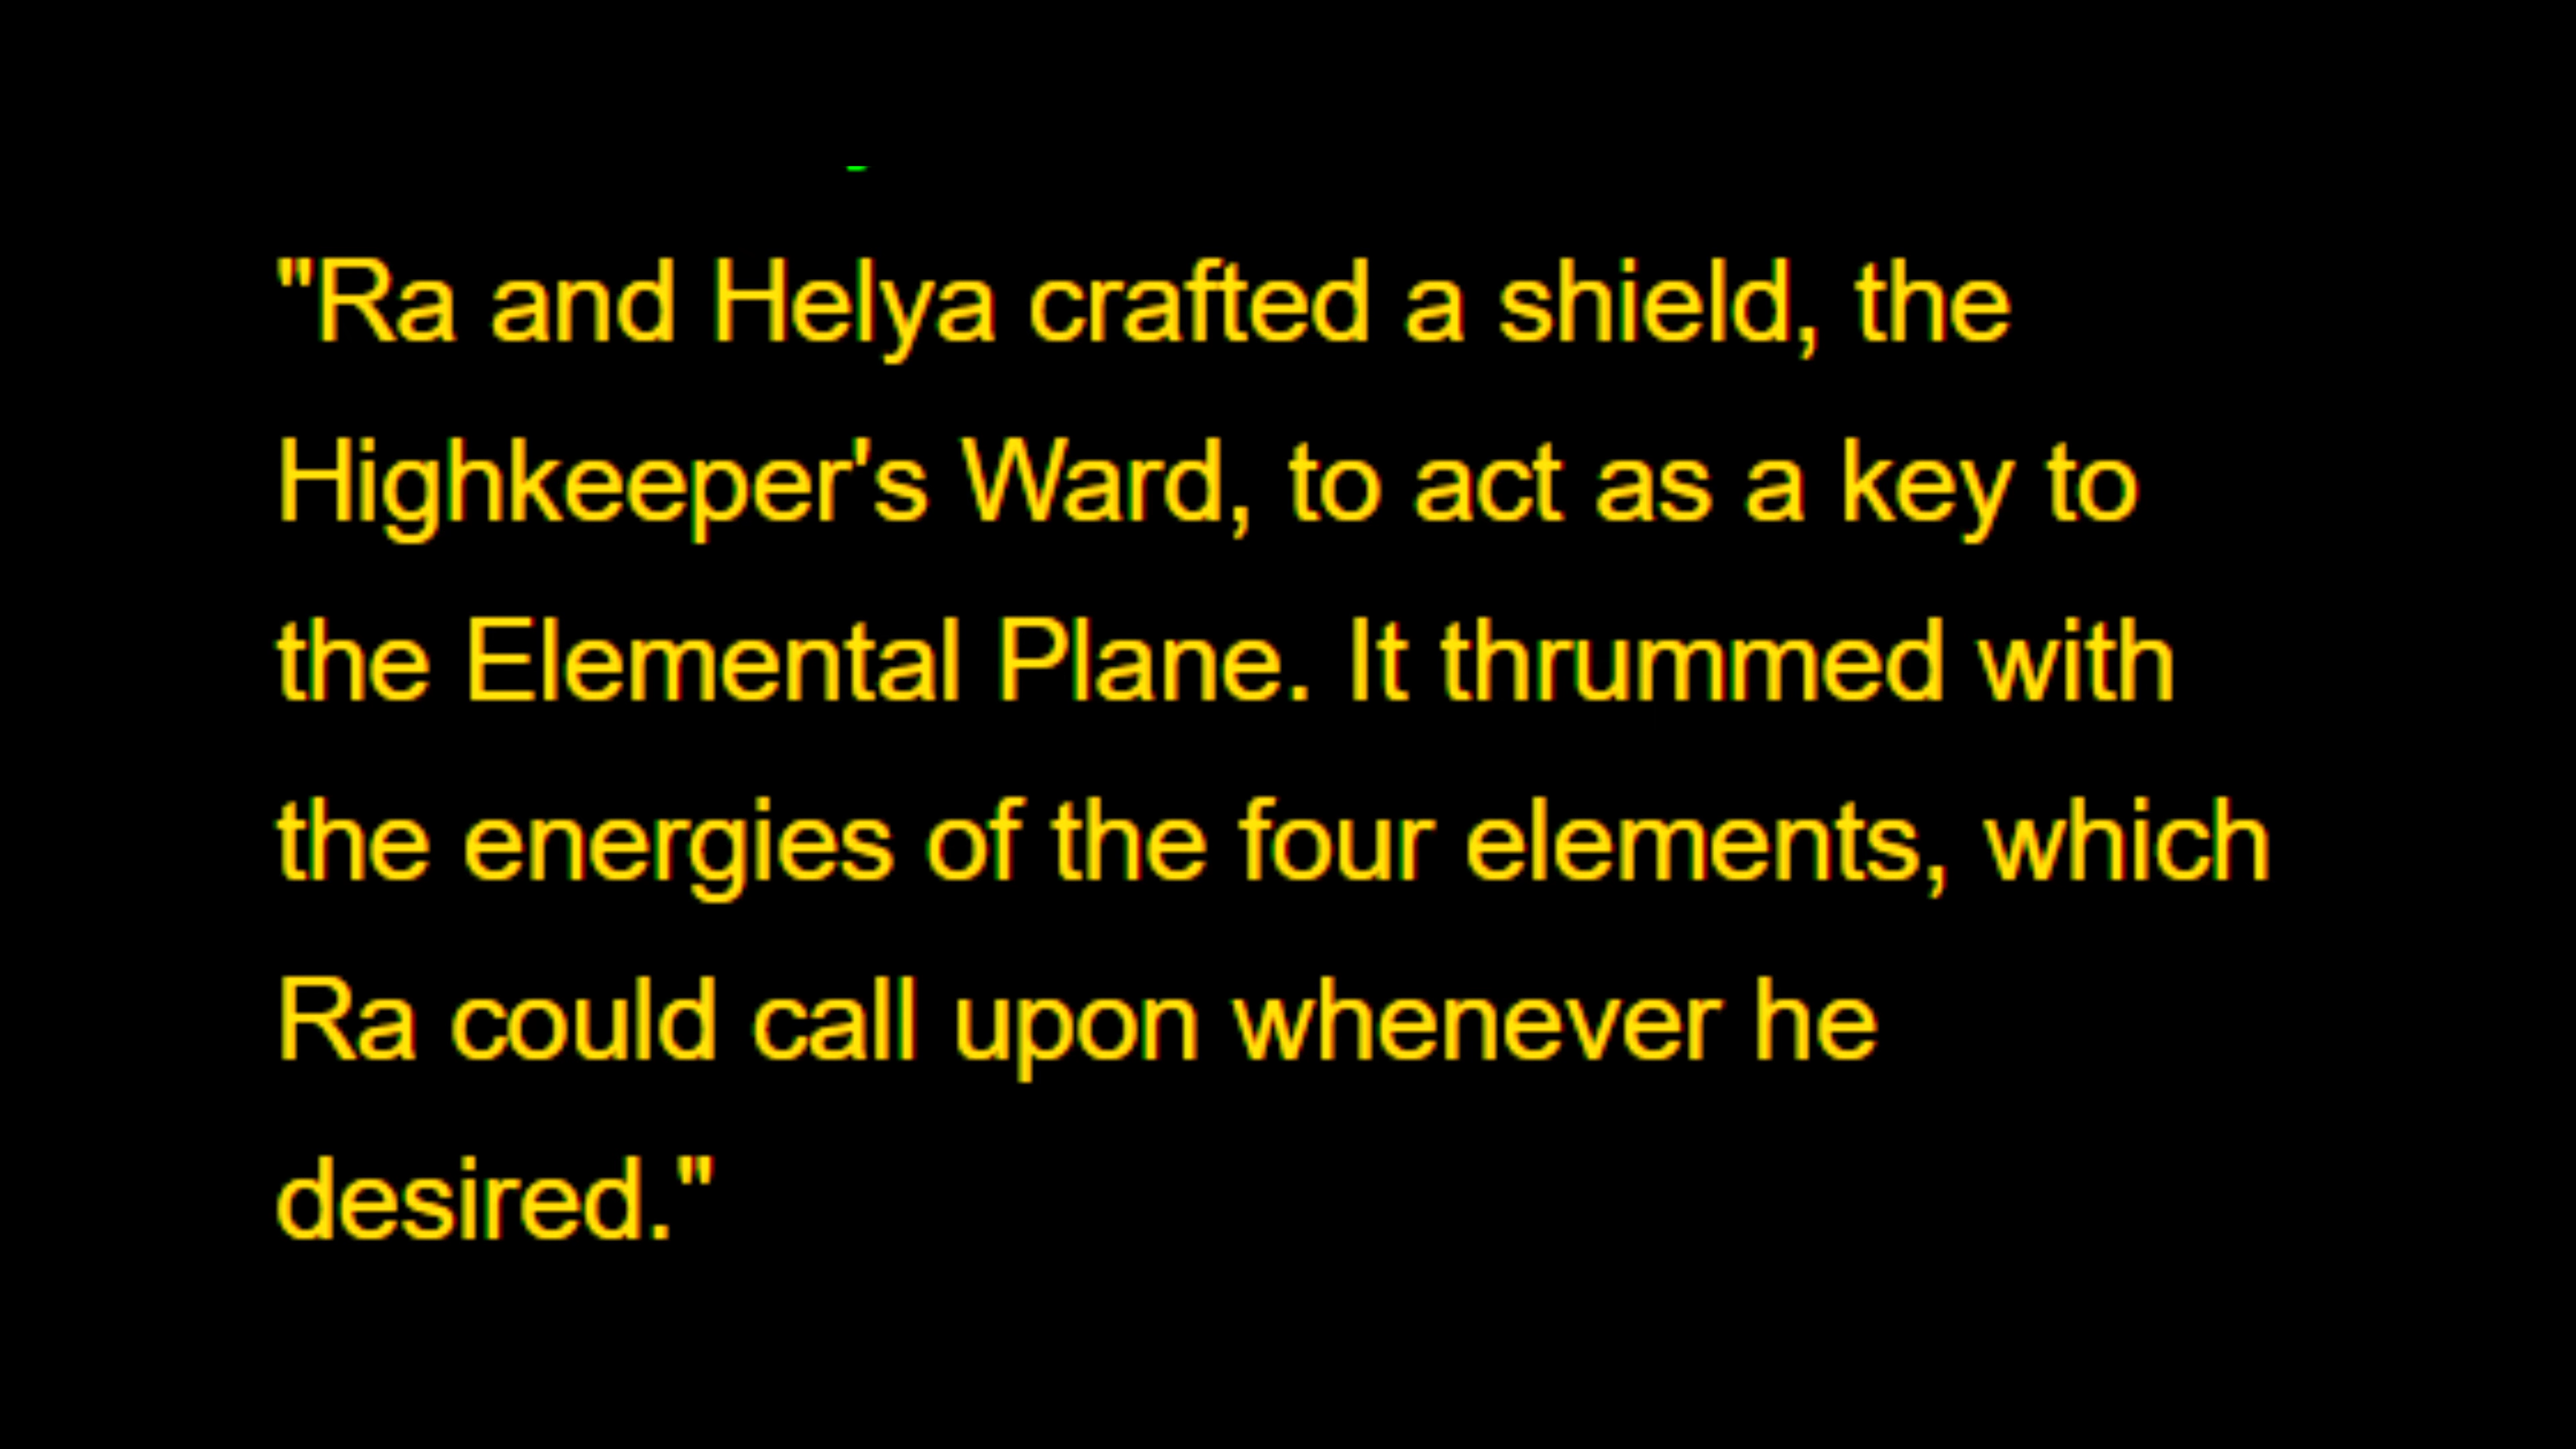 "Ra and Helya crafted a shield, the
Highkeeper's Ward, to act as a key to
the Elemental Plane. It thrummed with
the energies of the four elements, which
Ra could call upon whenever he
desired."